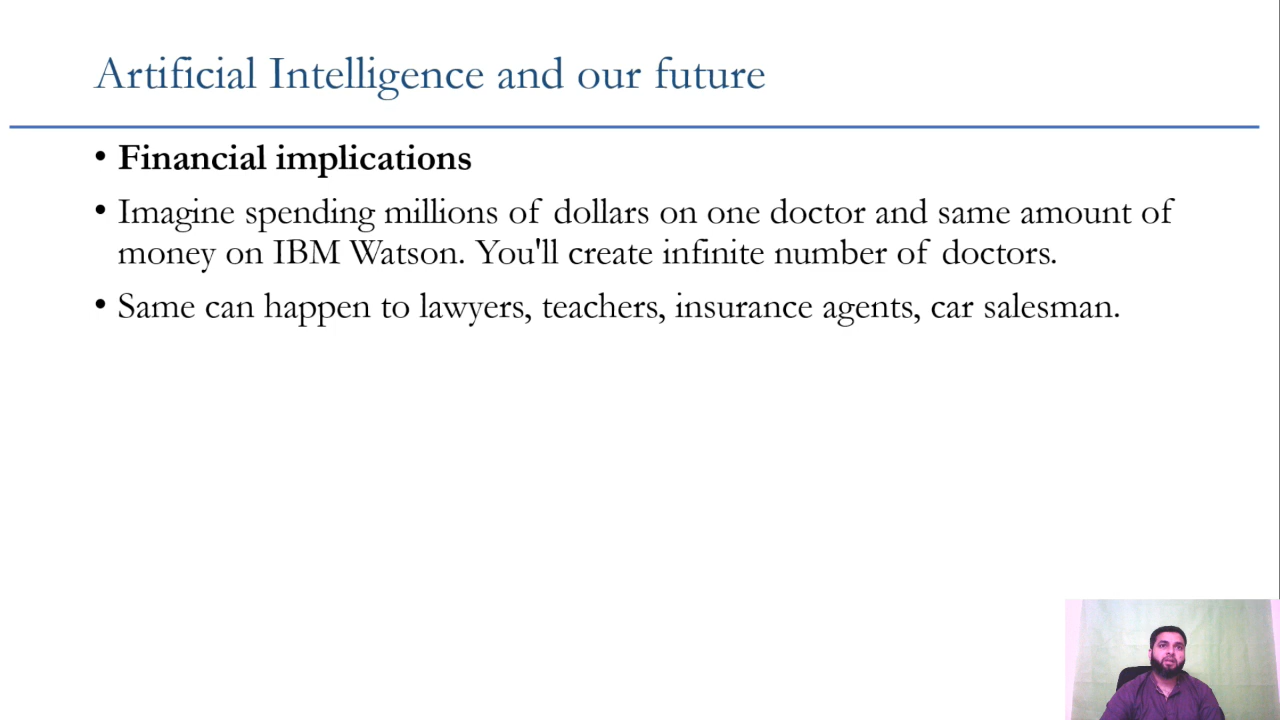 Artificial Intelligence and our future
• Financial implications
• Imagine spending millions of dollars on one doctor and same amount of
money on IBM Watson. You'll create infinite number of doctors.
• Same can happen to lawyers, teachers, insurance agents, car salesman.